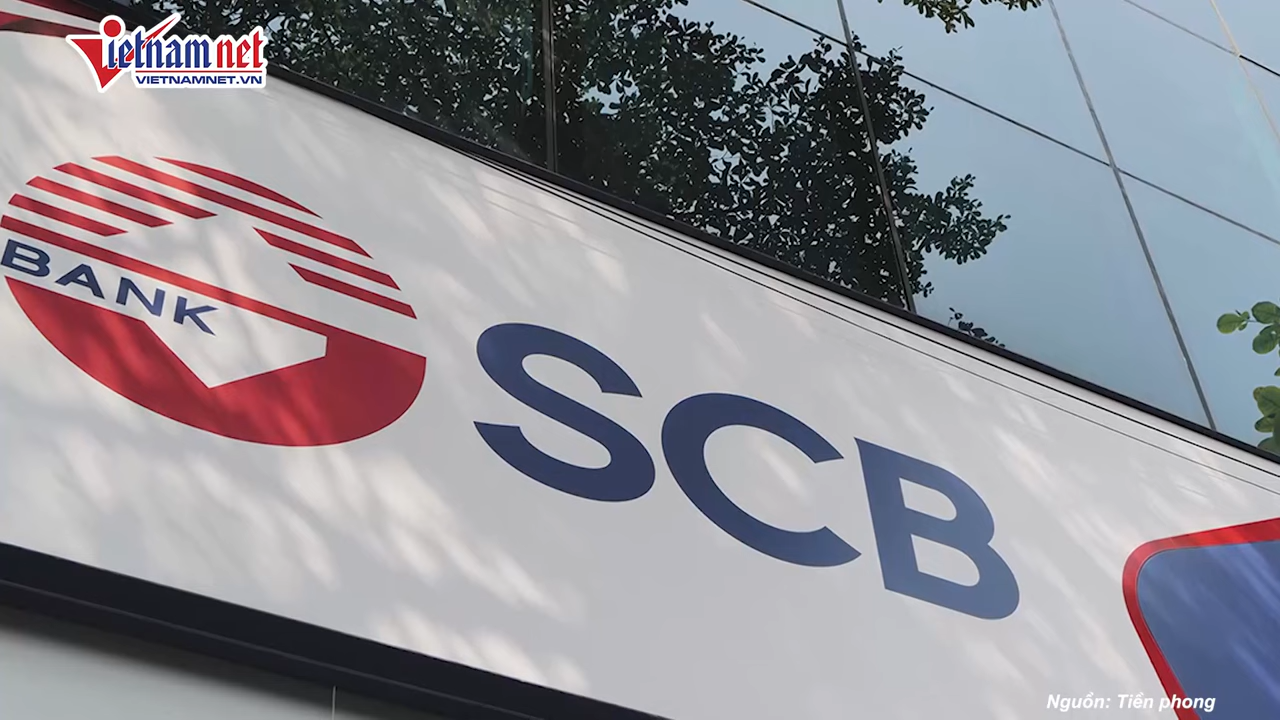 Vietnamnet
VIETNAMNET.VN
BANK
SCB
Nguồn: Tiền phong